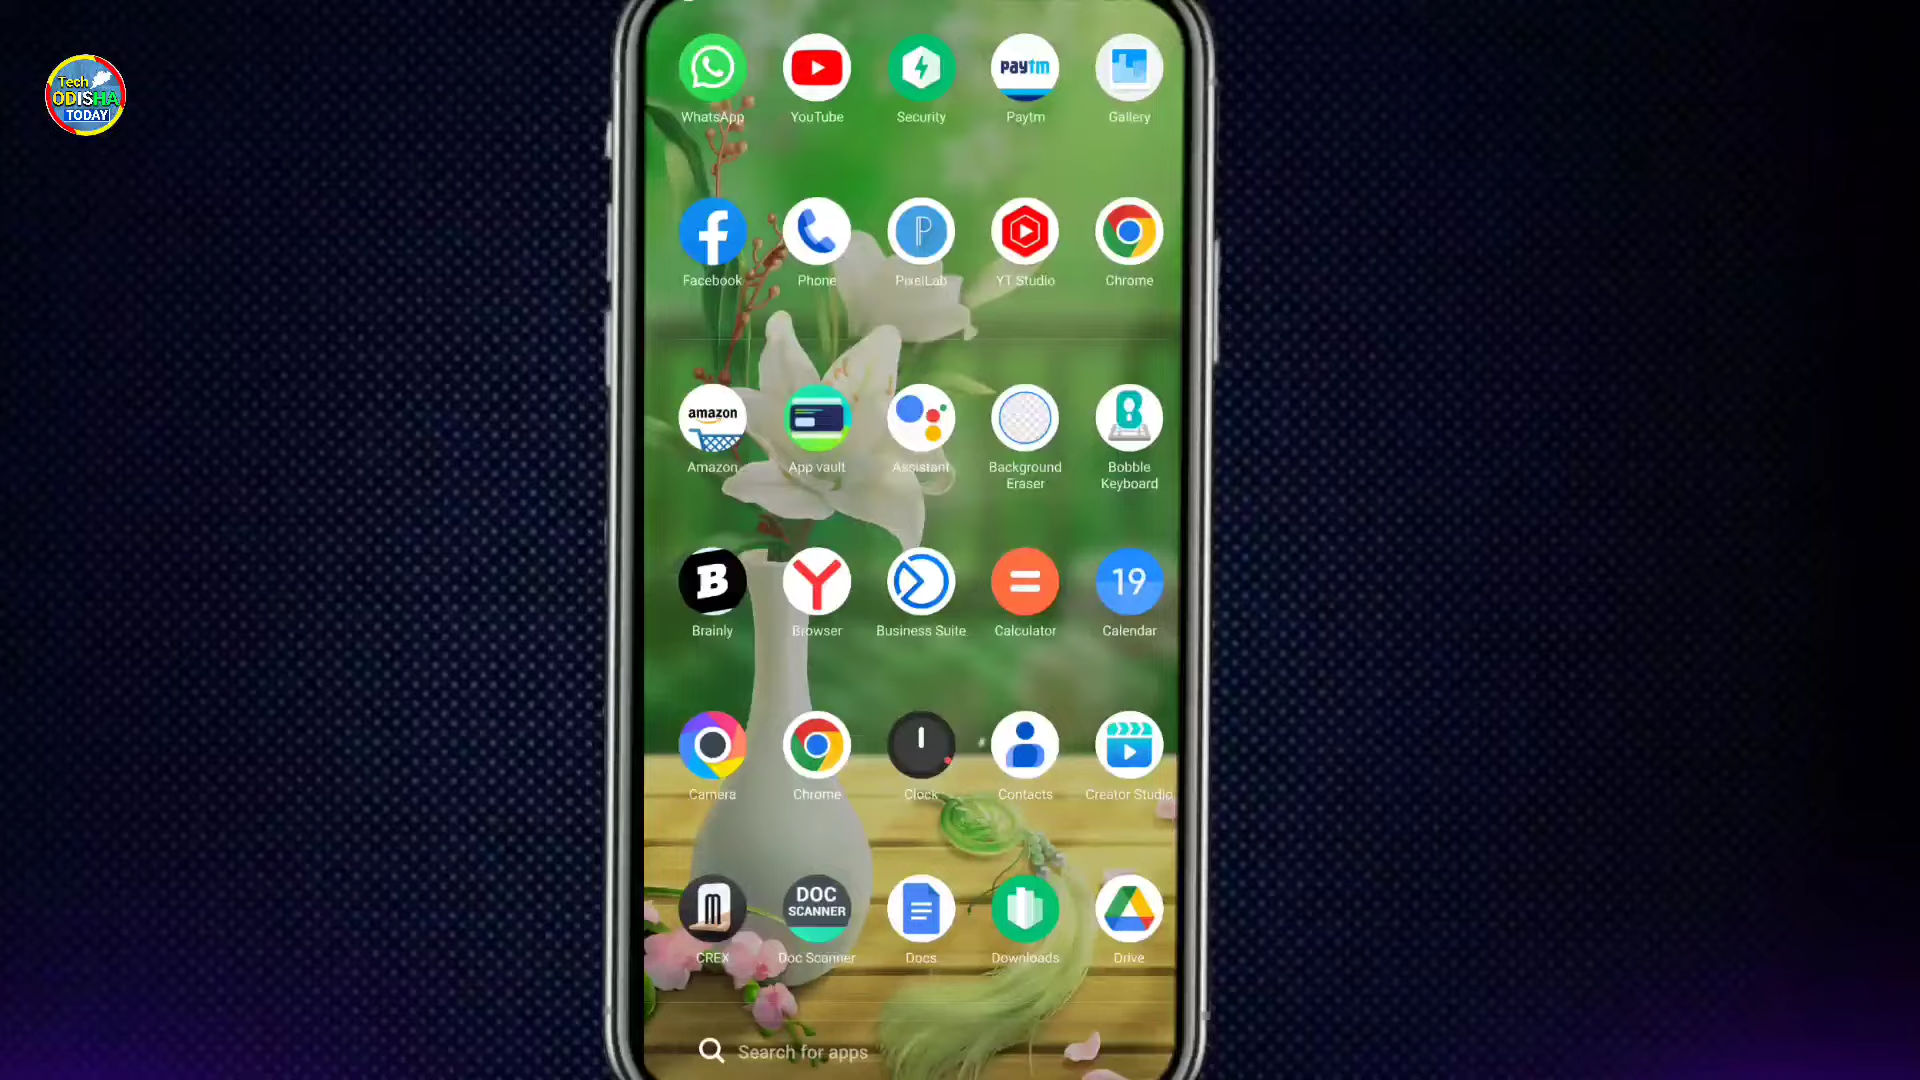 Tech
ODISHA
TODAY
paytm
WhatsApp
YouTube
Security
Paytm
Gallery
P
Facebook
Phone
PixelLab
YT Studio
Chrome
amazon
B
Amazon
App vault
Assistant
Background
Eraser
Bobble
Keyboard
B
Y
19
Brainly
Browser
Business Suite
Calculator
Calendar
Camera
Chrome
Clock
Contacts
Creator Studio
DOC
SCANNER
CREX
Doc Scanner
Docs
Downloads
Drive
Search for apps